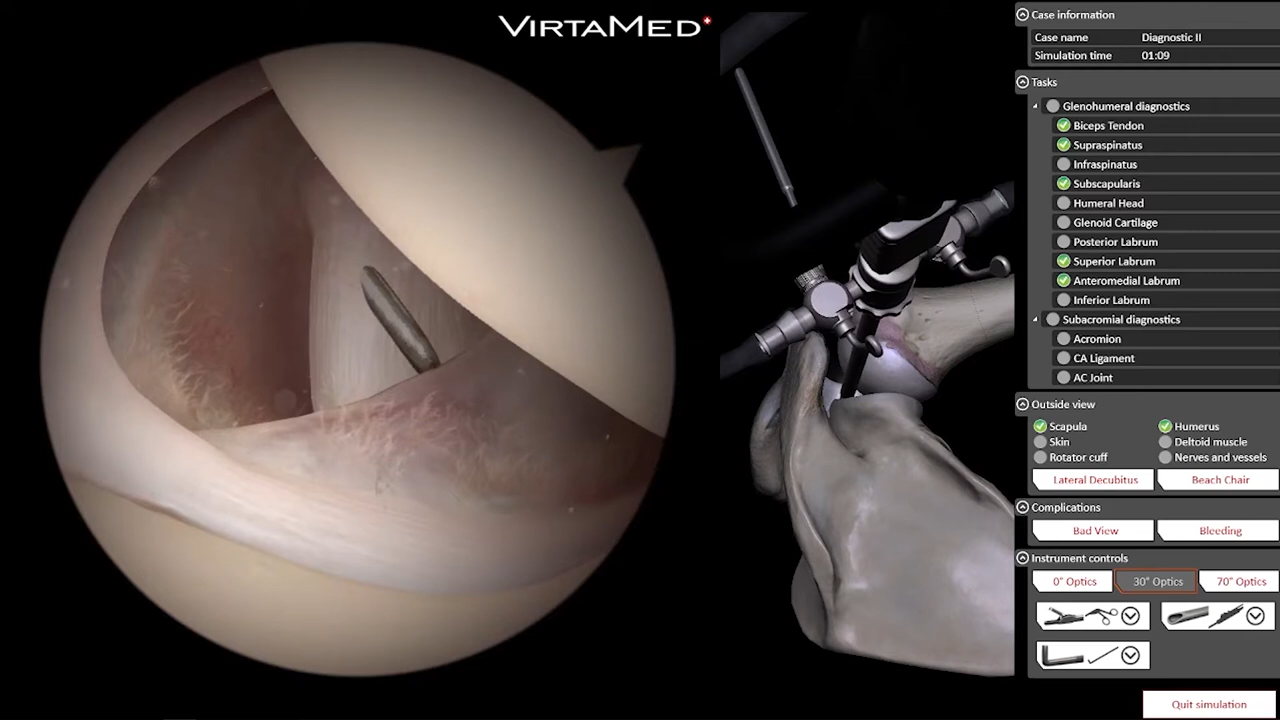 VIRTAMED
Case information
Case name Diagnostic II
Simulation time 01:09
Tasks
Glenohumeral diagnostics
Biceps Tendon
Supraspinatus
Infraspinatus
Subscapularis
Humeral Head
Glenoid Cartilage
Posterior Labrum
Superior Labrum
Anteromedial Labrum
Inferior Labrum
Subacromial diagnostics
Acromion
CA Ligament
AC Joint
Outside view
Scapula Humerus
Skin Deltoid muscle
Rotator cuff Nerves and vessels
Lateral Decubitus Beach Chair
Complications
Bad View Bleeding
Instrument controls
0° Optics 30° Optics 70° Optics
Quit simulation